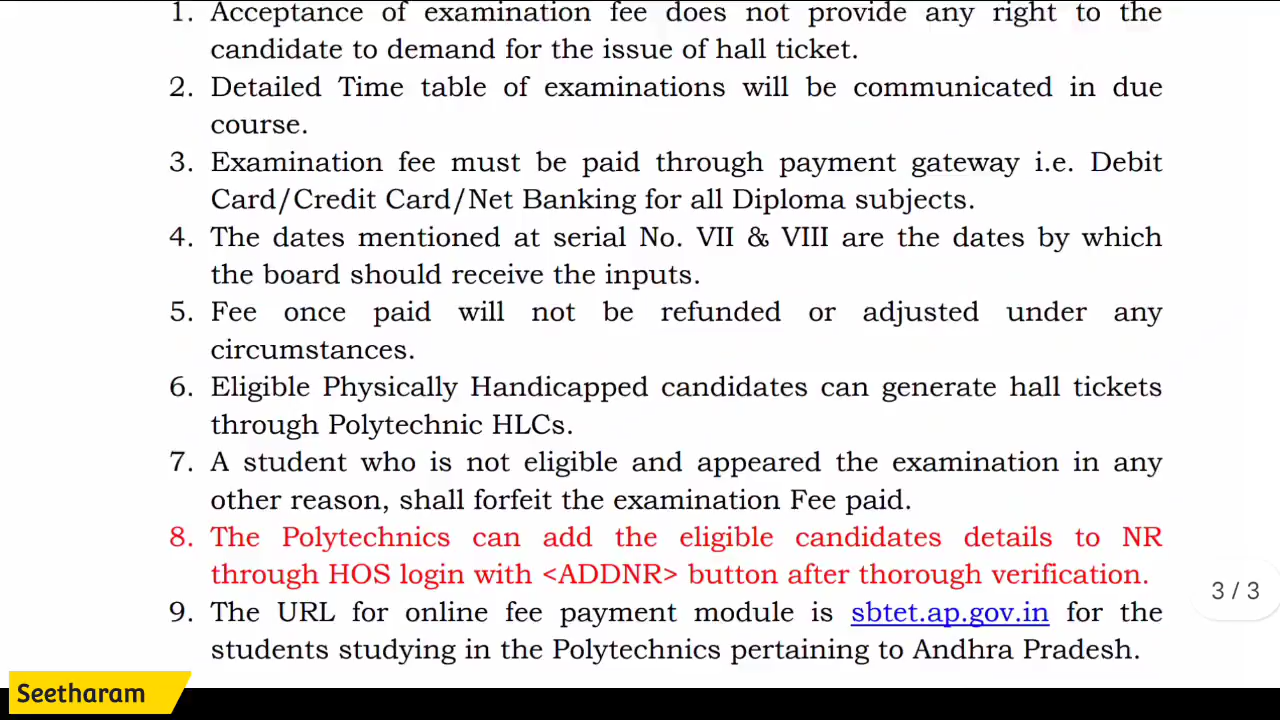 1. Acceptance of examination fee does not provide any right to the
candidate to demand for the issue of hall ticket.
2. Detailed Time table of examinations will be communicated in due
course.
3. Examination fee must be paid through payment gateway i.e. Debit
Card/Credit Card/Net Banking for all Diploma subjects.
4. The dates mentioned at serial No. VII & VIII are the dates by which
the board should receive the inputs.
5. Fee once paid will not be refunded or adjusted under any
circumstances.
6. Eligible Physically Handicapped candidates can generate hall tickets
through Polytechnic HLCs.
7. A student who is not eligible and appeared the examination in any
other reason, shall forfeit the examination Fee paid.
8. The Polytechnics can add the eligible candidates details to NR
through HOS login with <ADDNR> button after thorough verification.
3 / 3
9. The URL for online fee payment module is sbtet.ap.gov.in for the
students studying in the Polytechnics pertaining to Andhra Pradesh.
Seetharam